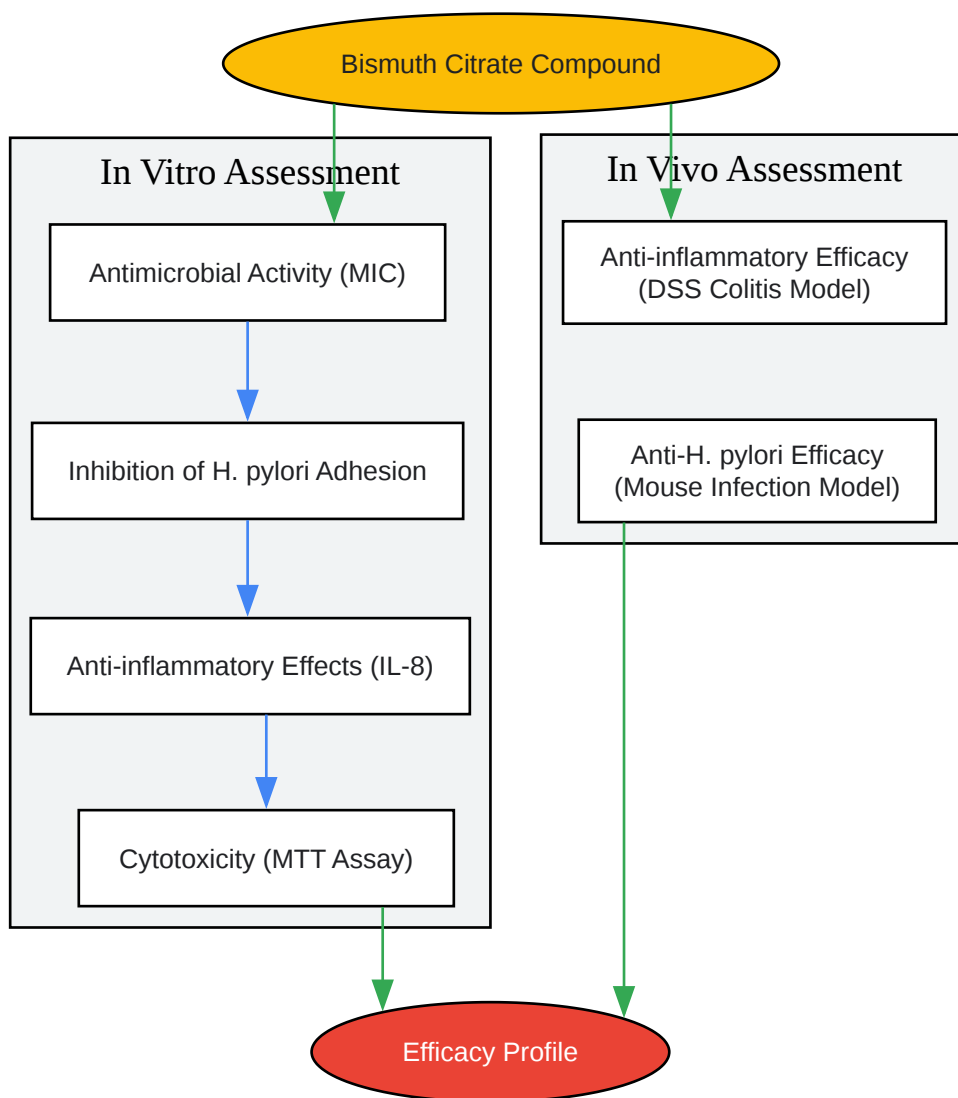 Bismuth Citrate Compound
In Vitro Assessment
Antimicrobial Activity (MIC)
Inhibition of H. pylori Adhesion
Anti-inflammatory Effects (IL-8)
Cytotoxicity (MTT Assay)
In Vivo Assessment
Anti-inflammatory Efficacy
(DSS Colitis Model)
Anti-H. pylori Efficacy
(Mouse Infection Model)
Efficacy Profile